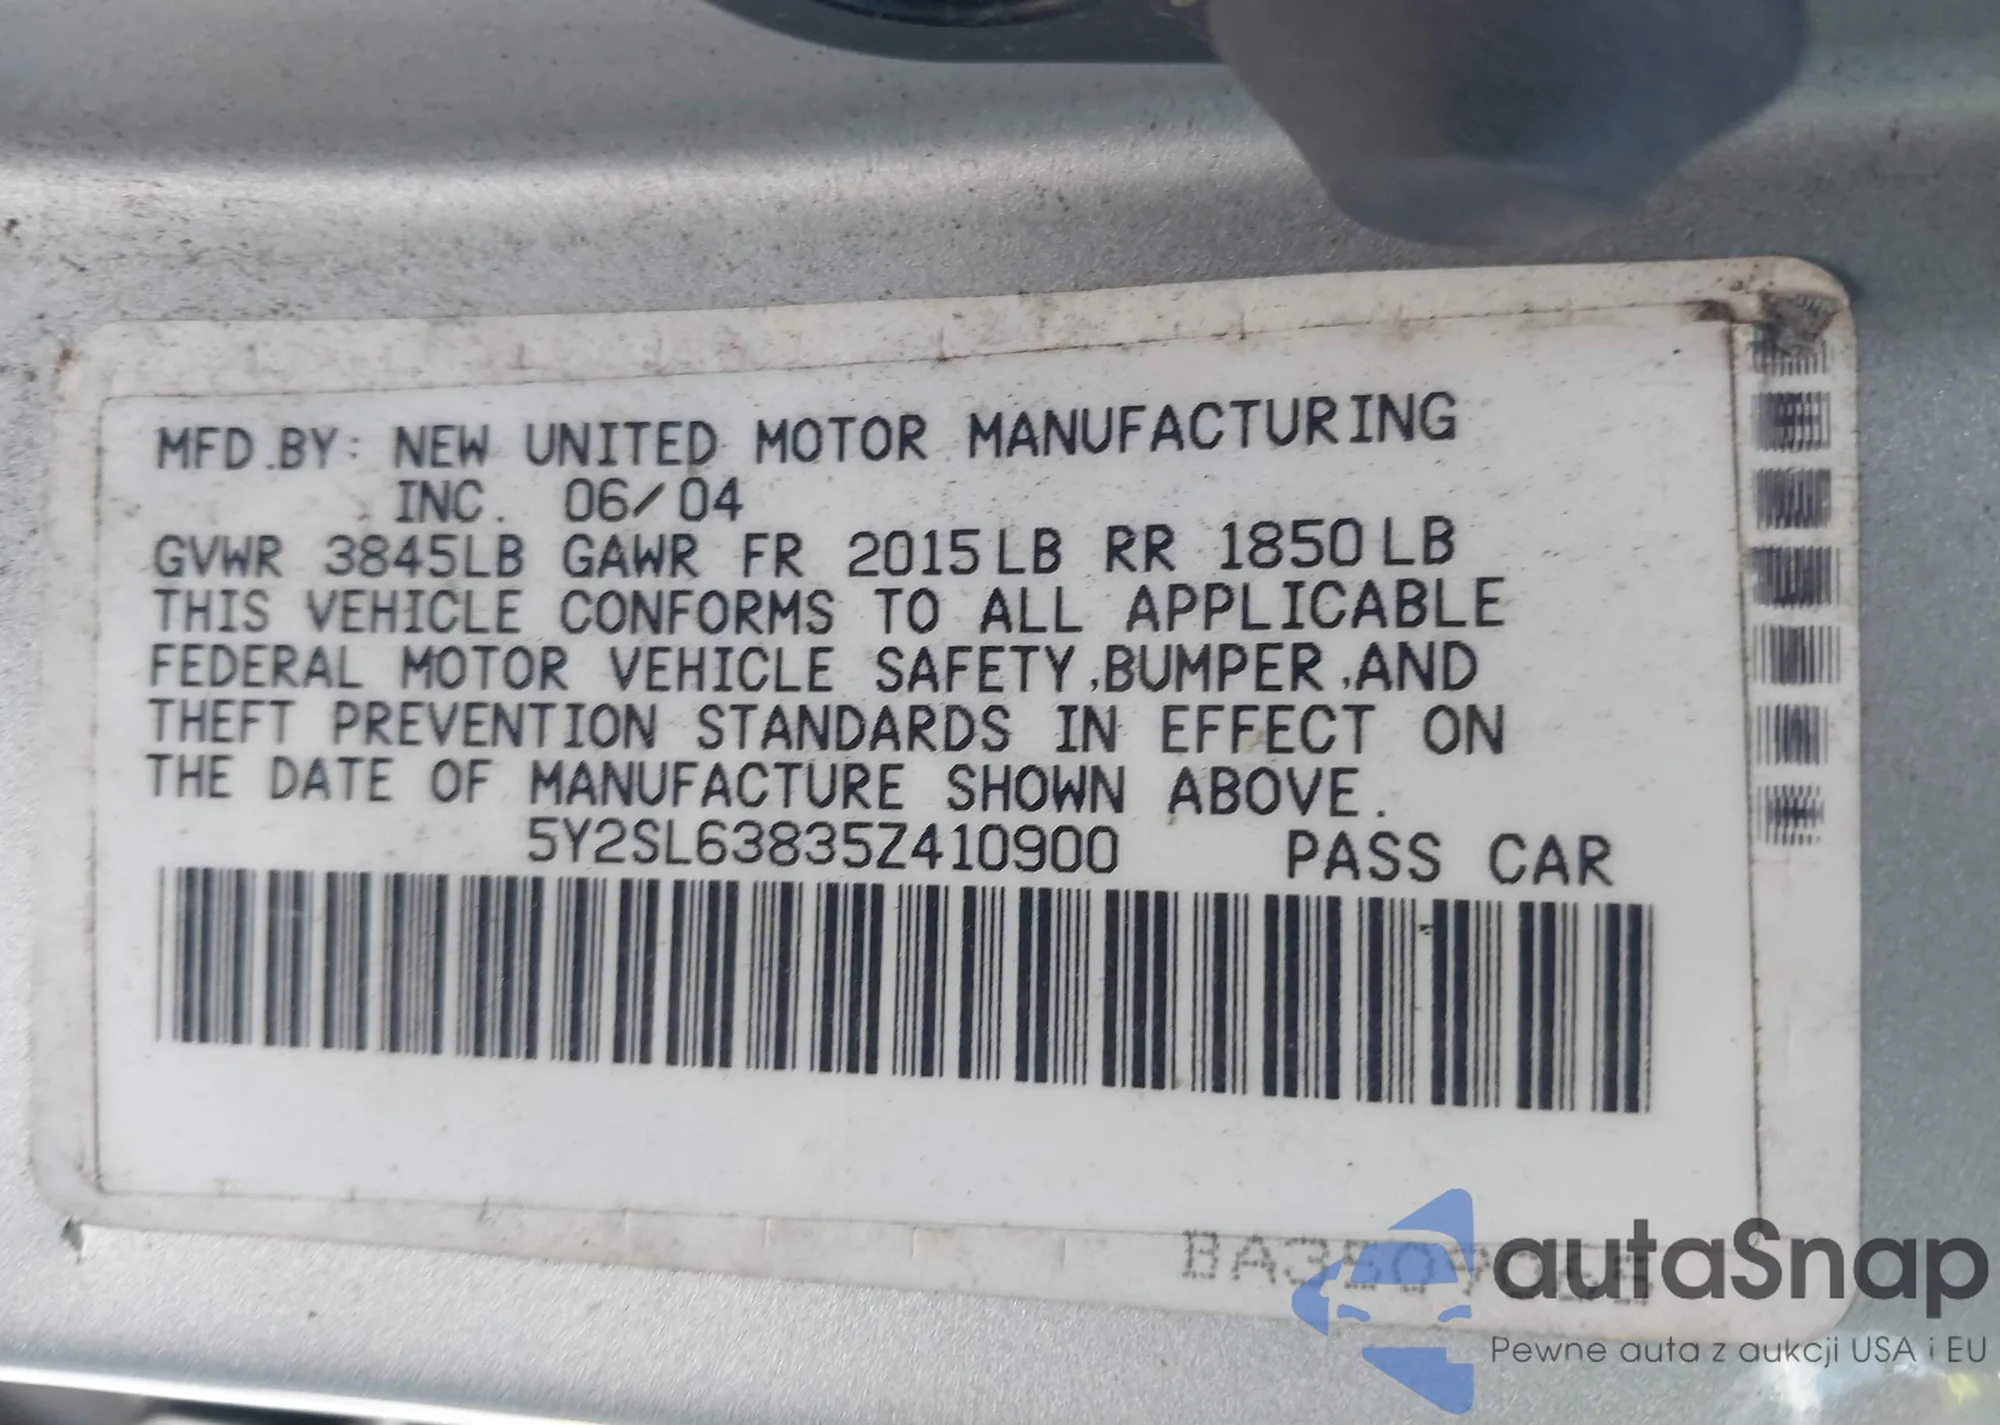 MFD.BY: NEW UNITED MOTOR MANUFACTURING
INC. 06/04
GVWR 3845LB GAWR FR 2015LB RR 1850LB
THIS VEHICLE CONFORMS TO ALL APPLICABLE
FEDERAL MOTOR VEHICLE SAFETY,BUMPER,AND
THEFT PREVENTION STANDARDS IN EFFECT ON
THE DATE OF MANUFACTURE SHOWN ABOVE.
5Y2SL63835Z410900 PASS CAR
autaSnap
Pewne auta z aukcji USA i EU